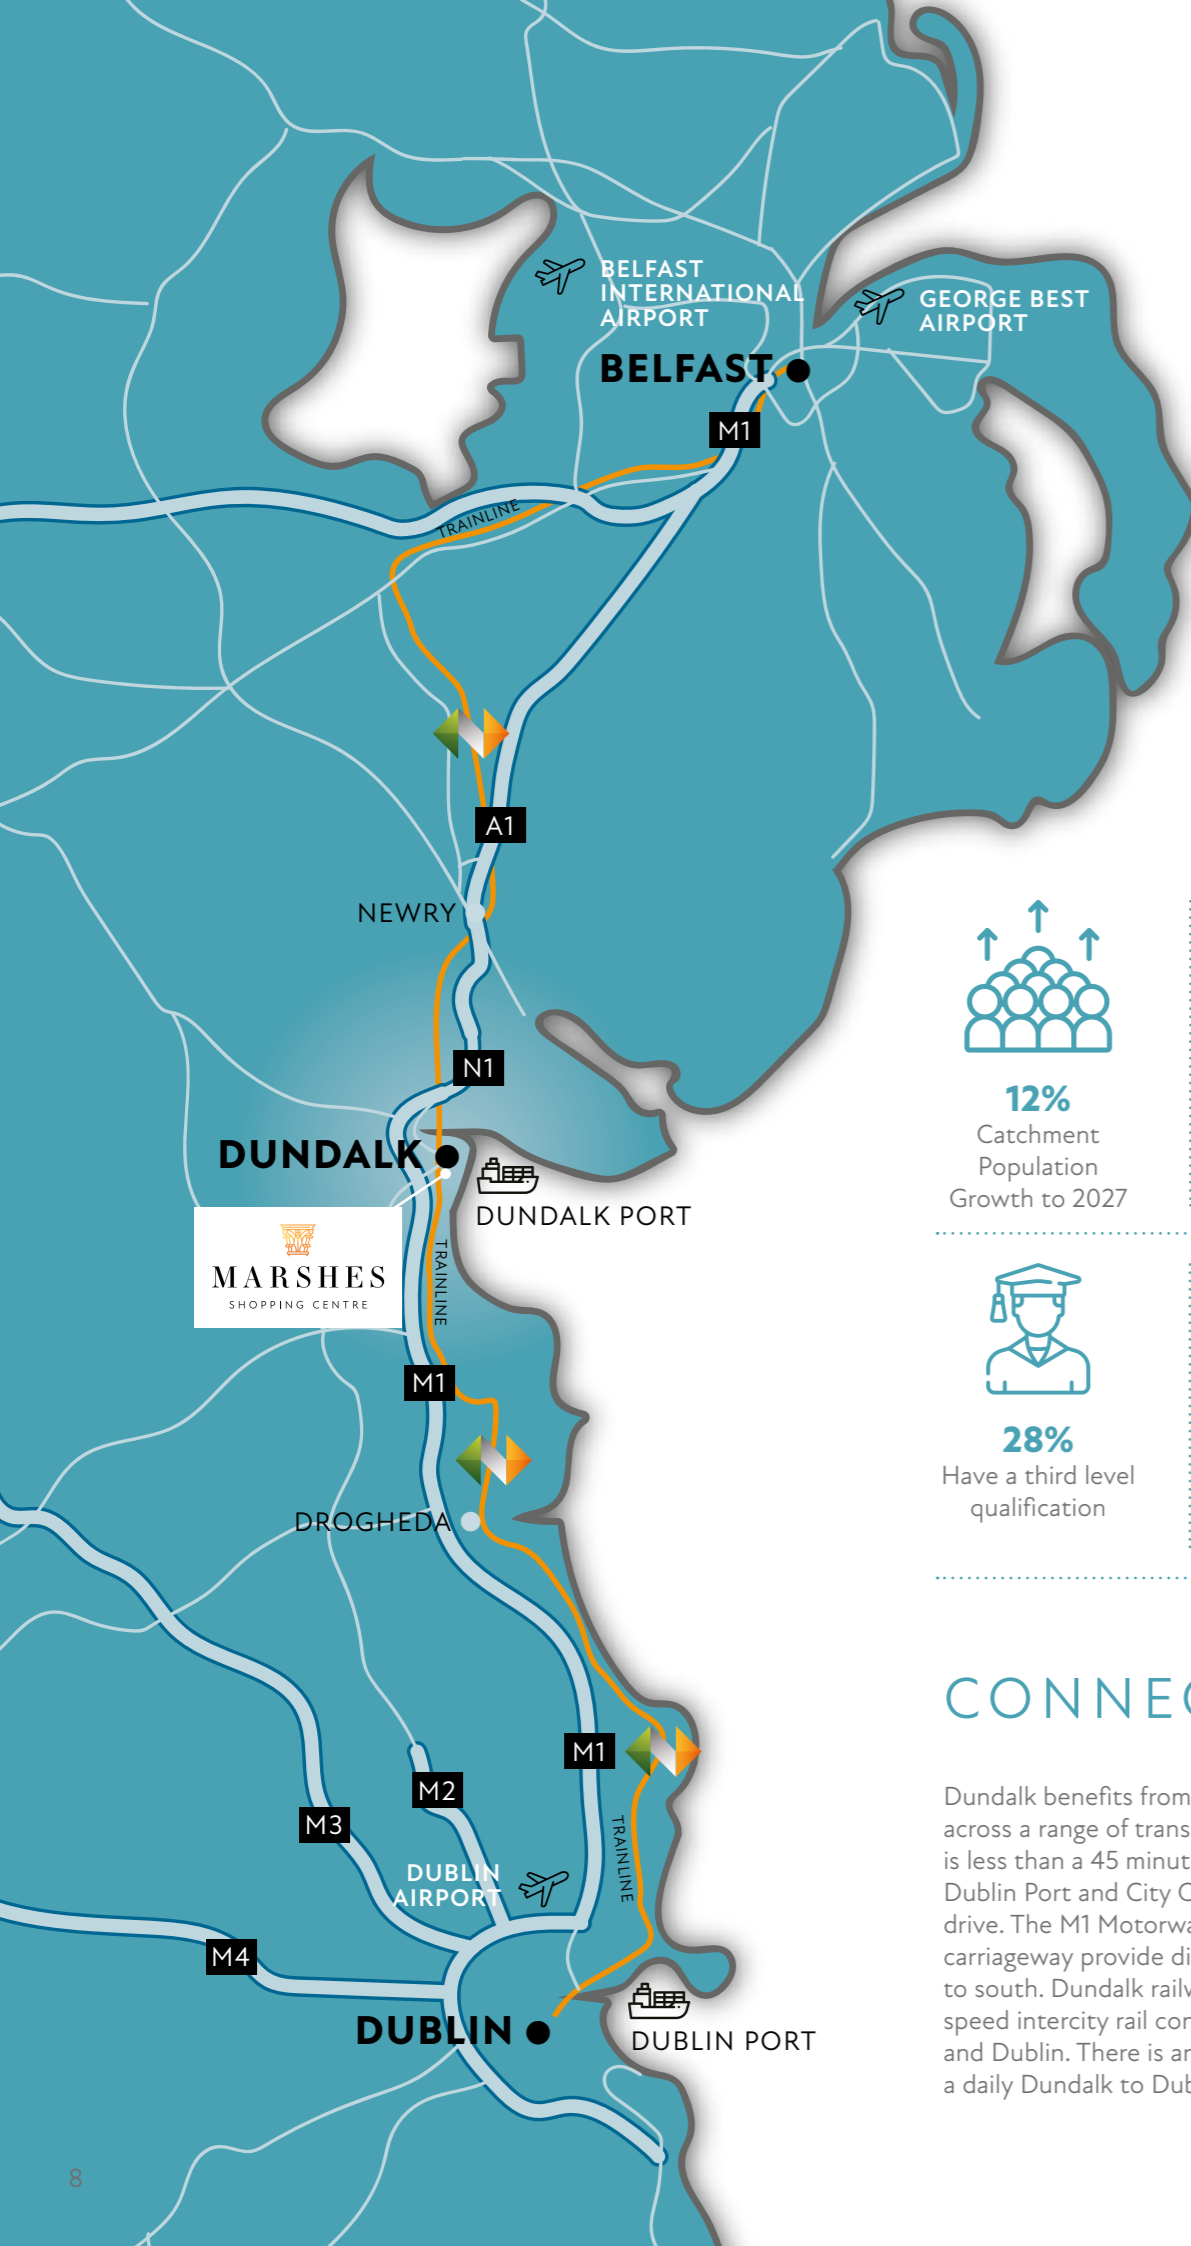 BELFAST
INTERNATIONAL
AIRPORT
GEORGE BEST
AIRPORT
BELFAST
M1
TRAINLINE
A1
NEWRY
N1
DUNDALK
DUNDALK PORT
MARSHES
SHOPPING CENTRE
TRAINLINE
M1
DROGHEDA
M1
M2
M3
TRAINLINE
DUBLIN
AIRPORT
M4
DUBLIN
DUBLIN PORT
8
12%
Catchment
Population
Growth to 2027
28%
Have a third level
qualification
CONNE
Dundalk benefits from
across a range of trans
is less than a 45 minut
Dublin Port and City C
drive. The M1 Motorwa
carriageway provide di
to south. Dundalk railw
speed intercity rail con
and Dublin. There is an
a daily Dundalk to Dub